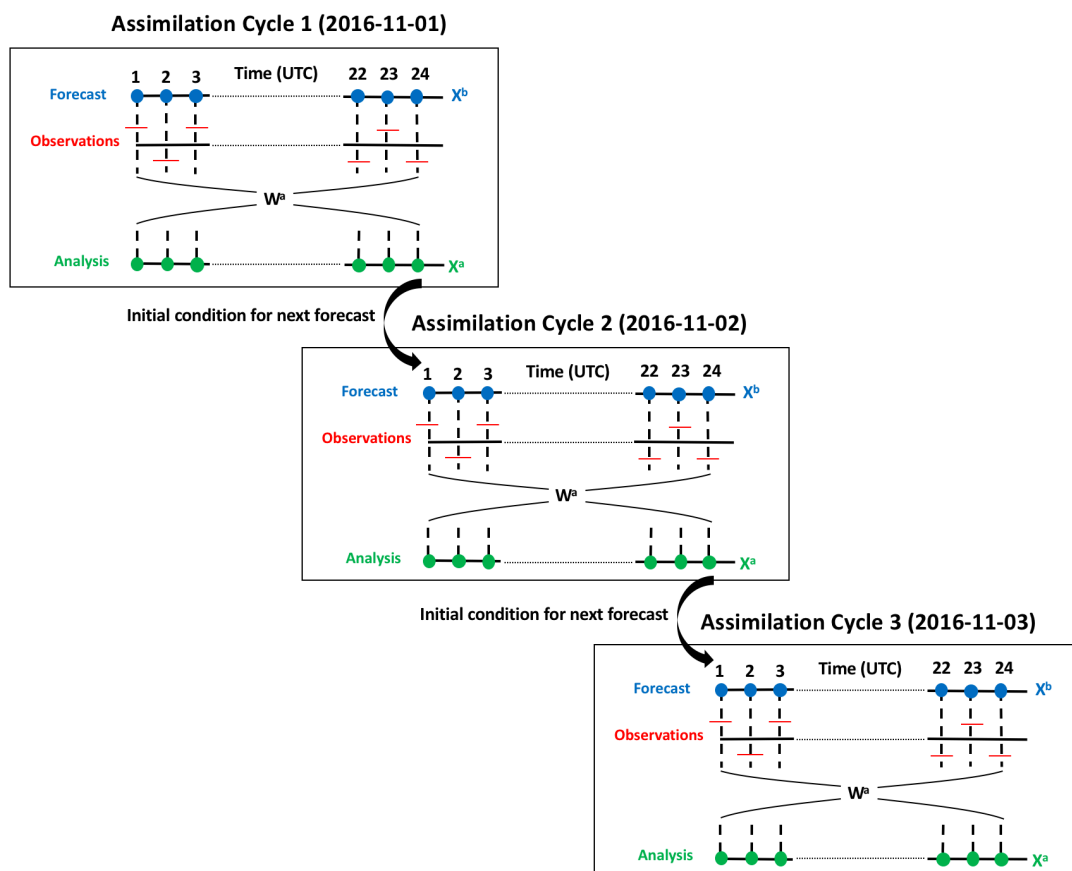 Assimilation Cycle 1 (2016-11-01)
1 2 3 Time (UTC) 22 23 24
Forecast Xᵇ
Observations
Wᵃ
Analysis Xᵃ
Initial condition for next forecast
Assimilation Cycle 2 (2016-11-02)
1 2 3 Time (UTC) 22 23 24
Forecast Xᵇ
Observations
Wᵃ
Analysis Xᵃ
Initial condition for next forecast
Assimilation Cycle 3 (2016-11-03)
1 2 3 Time (UTC) 22 23 24
Forecast Xᵇ
Observations
Wᵃ
Analysis Xᵃ